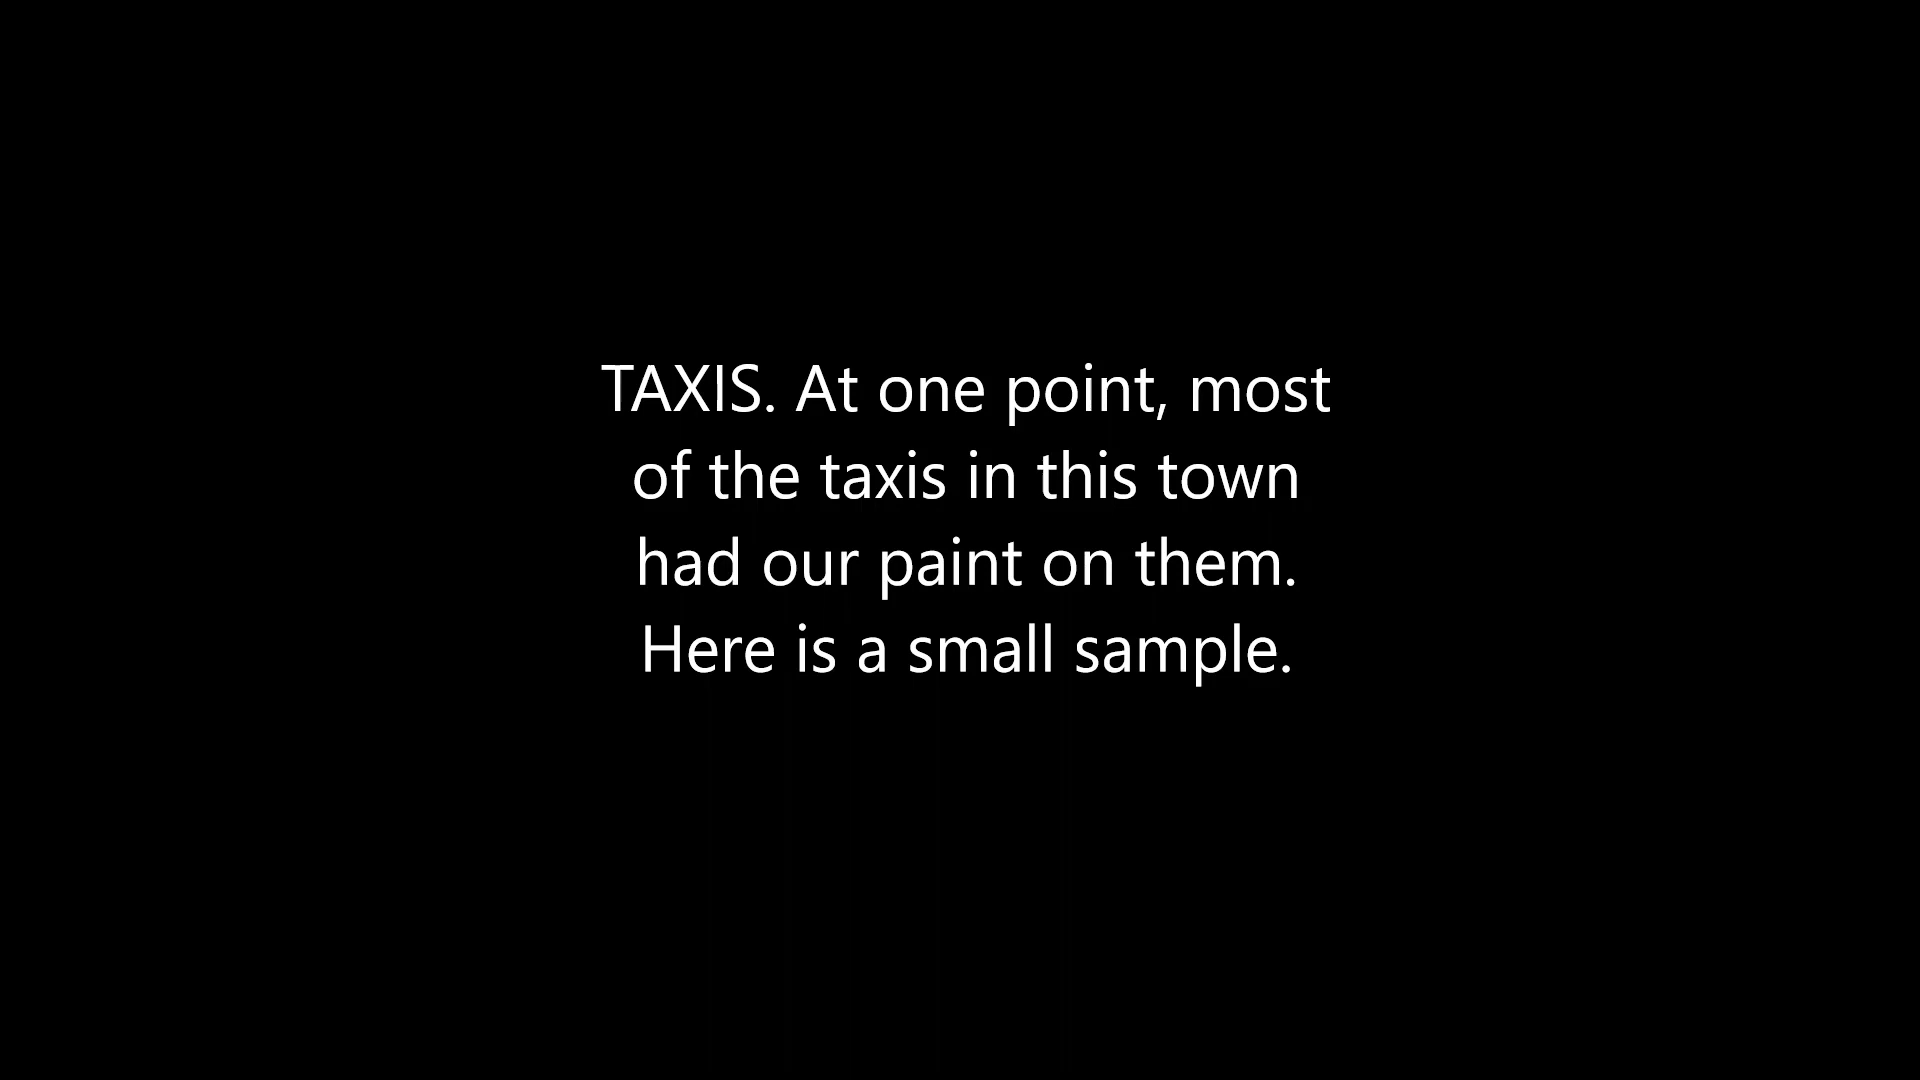 TAXIS. At one point, most
of the taxis in this town
had our paint on them.
Here is a small sample.